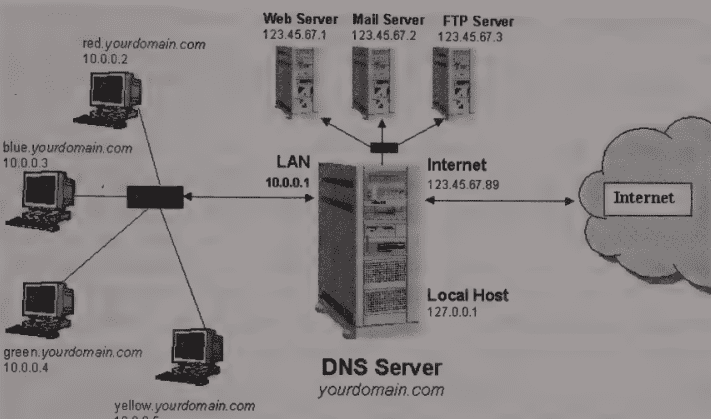 Web Server
123.45.67.1
Mail Server
123.45.67.2
FTP Server
123.45.67.3
red.yourdomain.com
10.0.0.2
blue.yourdomain.com
10.0.0.3
LAN
10.0.0.1
Internet
123.45.67.89
Internet
Local Host
127.0.0.1
green.yourdomain.com
10.0.0.4
DNS Server
yourdomain.com
yellow.yourdomain.com